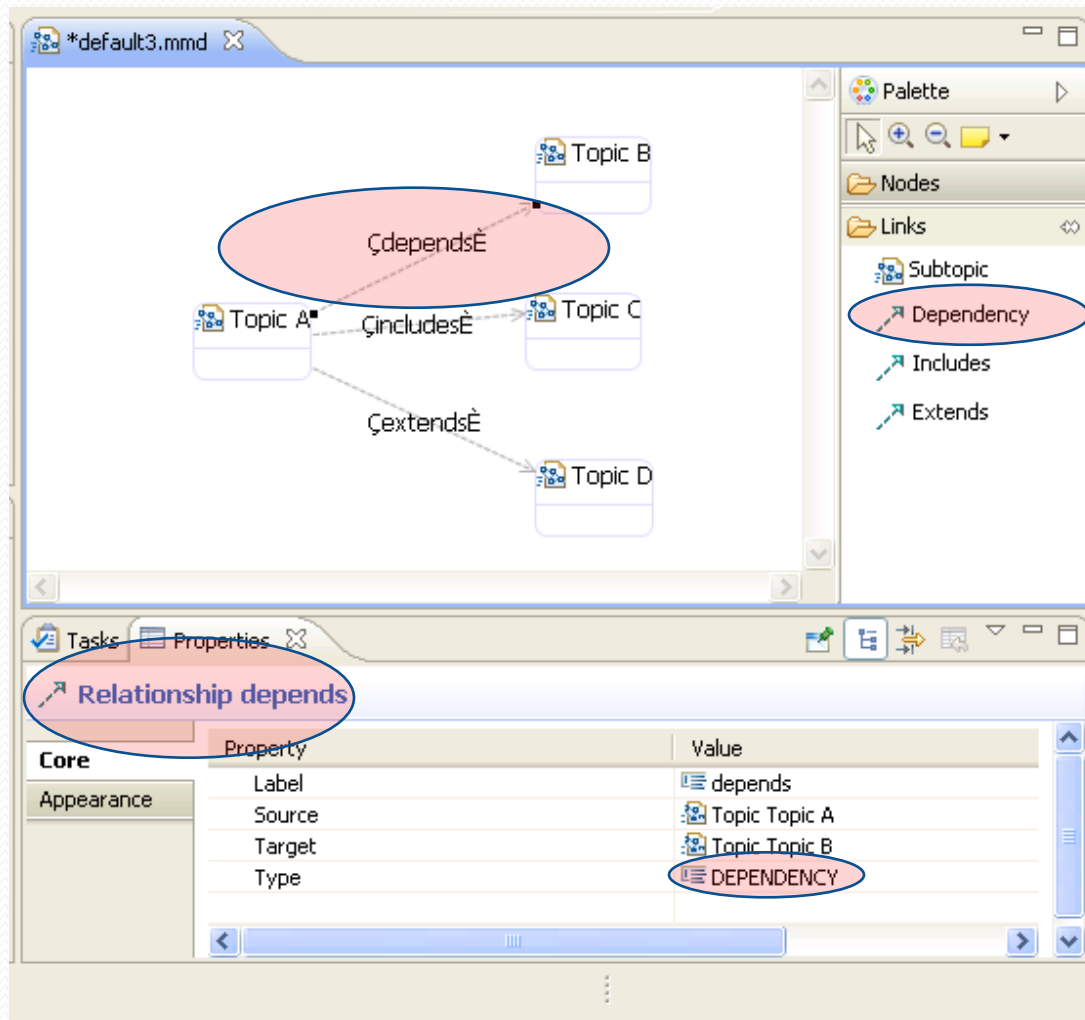 *default3.mmd
Palette
Topic B
Nodes
ÇdependsÈ
Links
Subtopic
Topic A
Topic C
Dependency
ÇincludesÈ
Includes
ÇextendsÈ
Extends
Topic D
Tasks Properties
Relationship depends
Core
Appearance
Property Value
Label depends
Source Topic Topic A
Target Topic Topic B
Type DEPENDENCY